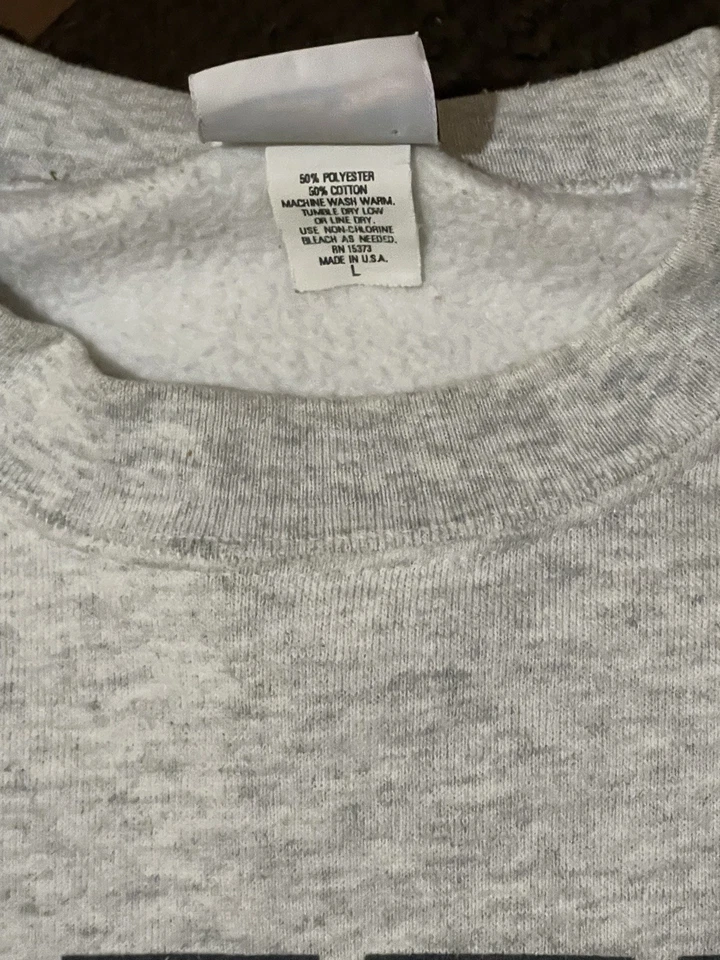 50% POLYESTER
50% COTTON
MACHINE WASH WARM.
TUMBLE DRY LOW
OR LINE DRY.
USE NON-CHLORINE
BLEACH AS NEEDED.
RN 15373
MADE IN U.S.A.
L